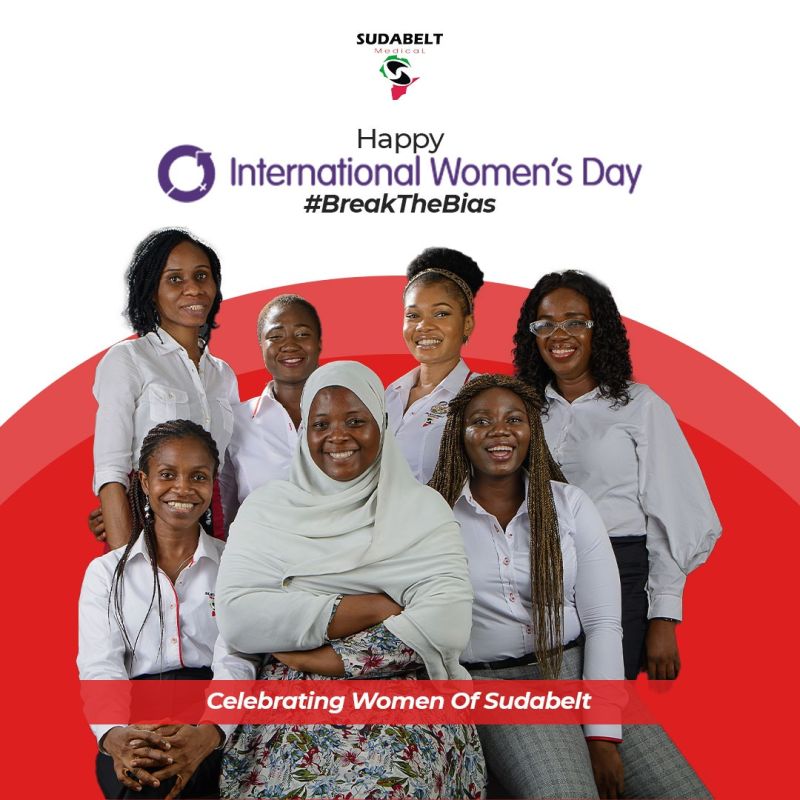 SUDABELT
Medical
Happy
International Women's Day
#BreakTheBias
Celebrating Women Of Sudabelt